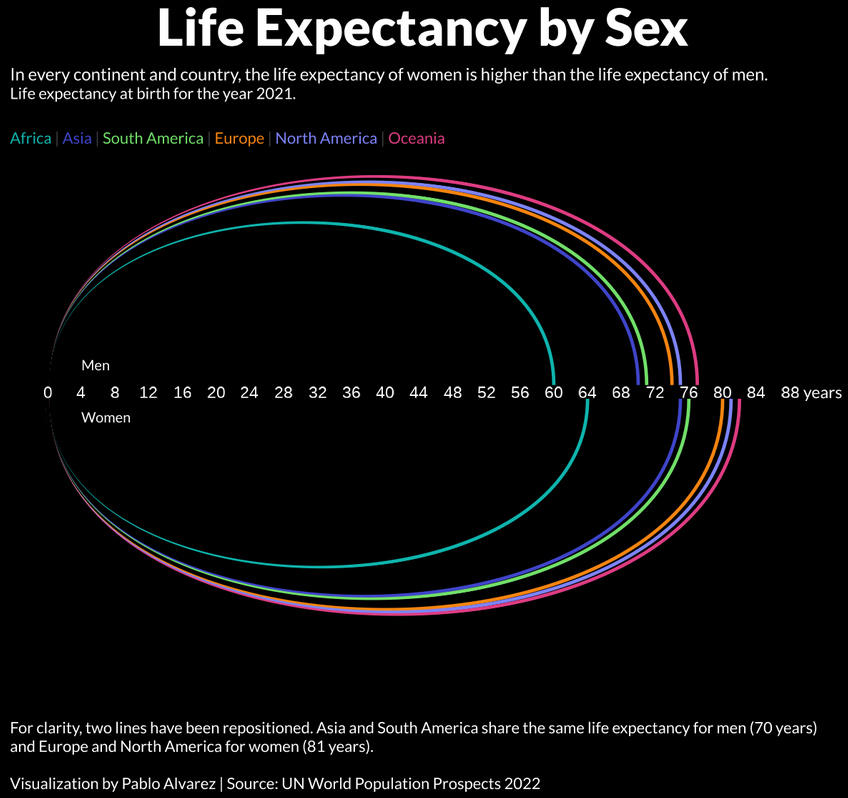 Life Expectancy by Sex
In every continent and country, the life expectancy of women is higher than the life expectancy of men.
Life expectancy at birth for the year 2021.
Africa | Asia | South America | Europe | North America | Oceania
Men
0 4 8 12 16 20 24 28 32 36 40 44 48 52 56 60 64 68 72 76 80 84 88 years
Women
For clarity, two lines have been repositioned. Asia and South America share the same life expectancy for men (70 years)
and Europe and North America for women (81 years).
Visualization by Pablo Alvarez | Source: UN World Population Prospects 2022